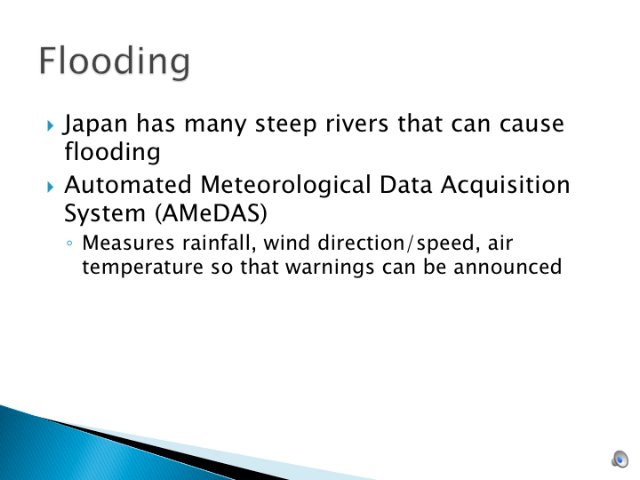 Flooding
Japan has many steep rivers that can cause
flooding
Automated Meteorological Data Acquisition
System (AMeDAS)
Measures rainfall, wind direction/speed, air
temperature so that warnings can be announced